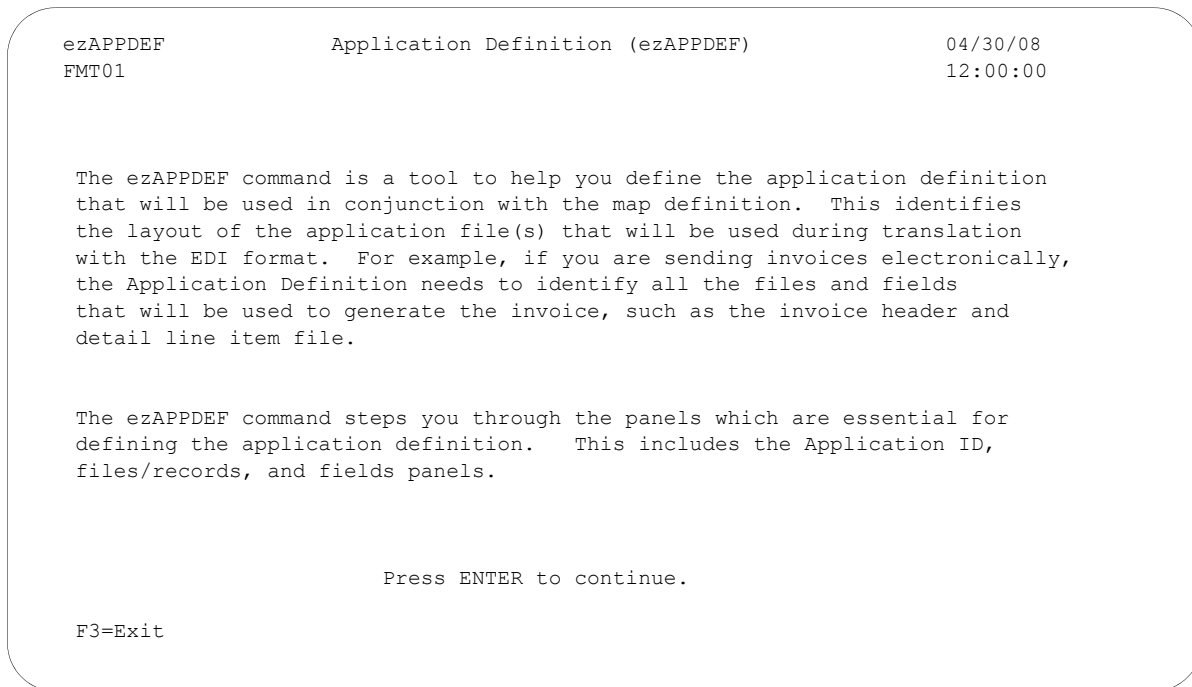 ezAPPDEF Application Definition (ezAPPDEF) 04/30/08
FMT01 12:00:00
The ezAPPDEF command is a tool to help you define the application definition
that will be used in conjunction with the map definition. This identifies
the layout of the application file(s) that will be used during translation
with the EDI format. For example, if you are sending invoices electronically,
the Application Definition needs to identify all the files and fields
that will be used to generate the invoice, such as the invoice header and
detail line item file.
The ezAPPDEF command steps you through the panels which are essential for
defining the application definition. This includes the Application ID,
files/records, and fields panels.
Press ENTER to continue.
F3=Exit